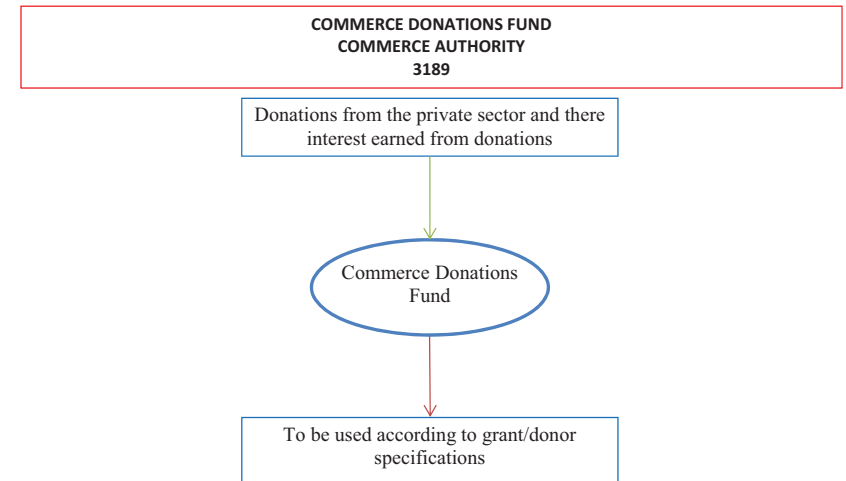 COMMERCE DONATIONS FUND
COMMERCE AUTHORITY
3189
Donations from the private sector and there
interest earned from donations
Commerce Donations
Fund
To be used according to grant/donor
specifications